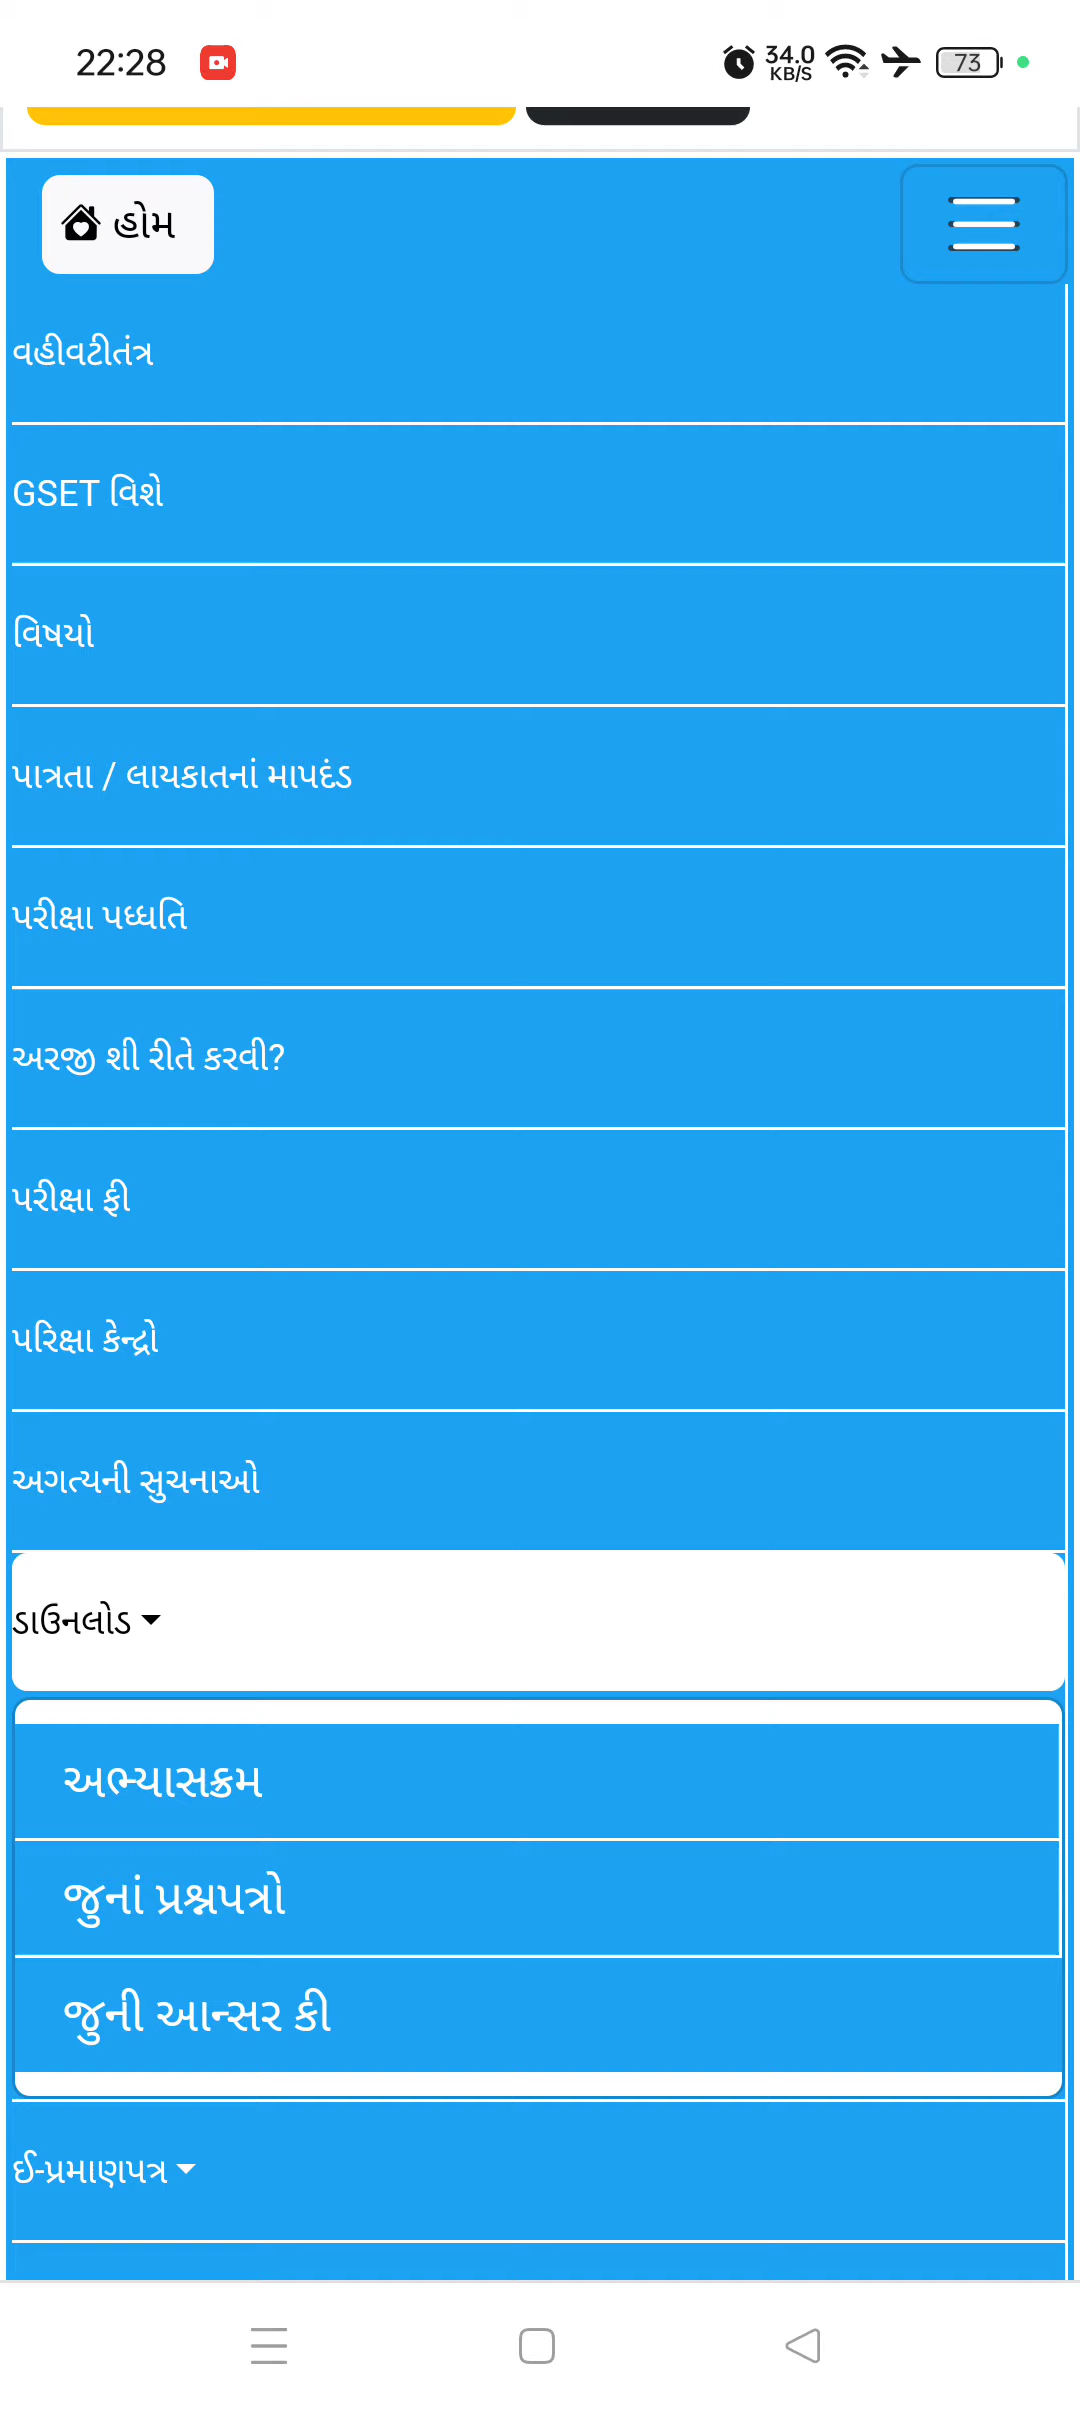 22:28
34.0
KB/S
73
હોમ
વહીવટીતંત્ર
GSET વિશે
વિષયો
પાત્રતા / લાયકાતનાં માપદંડ
પરીક્ષા પધ્ધતિ
અરજી શી રીતે કરવી?
પરીક્ષા ફી
પરિક્ષા કેન્દ્રો
અગત્યની સુચનાઓ
ડાઉનલોડ
અભ્યાસક્રમ
જુનાં પ્રશ્નપત્રો
જુની આન્સર કી
ઈ-પ્રમાણપત્ર